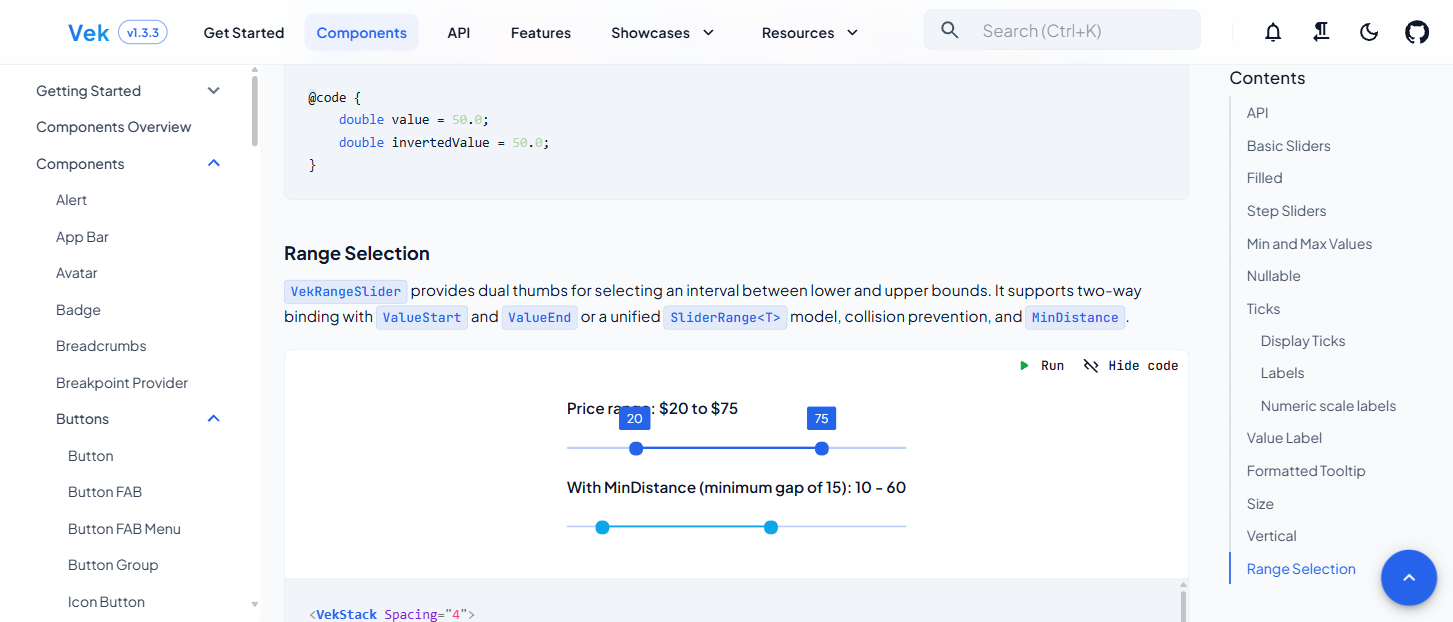 Vek v1.3.3 Get Started Components API Features Showcases Resources Search (Ctrl+K)
Getting Started
Components Overview
Components
Alert
App Bar
Avatar
Badge
Breadcrumbs
Breakpoint Provider
Buttons
Button
Button FAB
Button FAB Menu
Button Group
Icon Button
@code {
double value = 50.0;
double invertedValue = 50.0;
}
Range Selection
VekRangeSlider provides dual thumbs for selecting an interval between lower and upper bounds. It supports two-way
binding with ValueStart and ValueEnd or a unified SliderRange<T> model, collision prevention, and MinDistance.
Run Hide code
Price range: $20 to $75
20 75
With MinDistance (minimum gap of 15): 10 - 60
<VekStack Spacing="4">
Contents
API
Basic Sliders
Filled
Step Sliders
Min and Max Values
Nullable
Ticks
Display Ticks
Labels
Numeric scale labels
Value Label
Formatted Tooltip
Size
Vertical
Range Selection